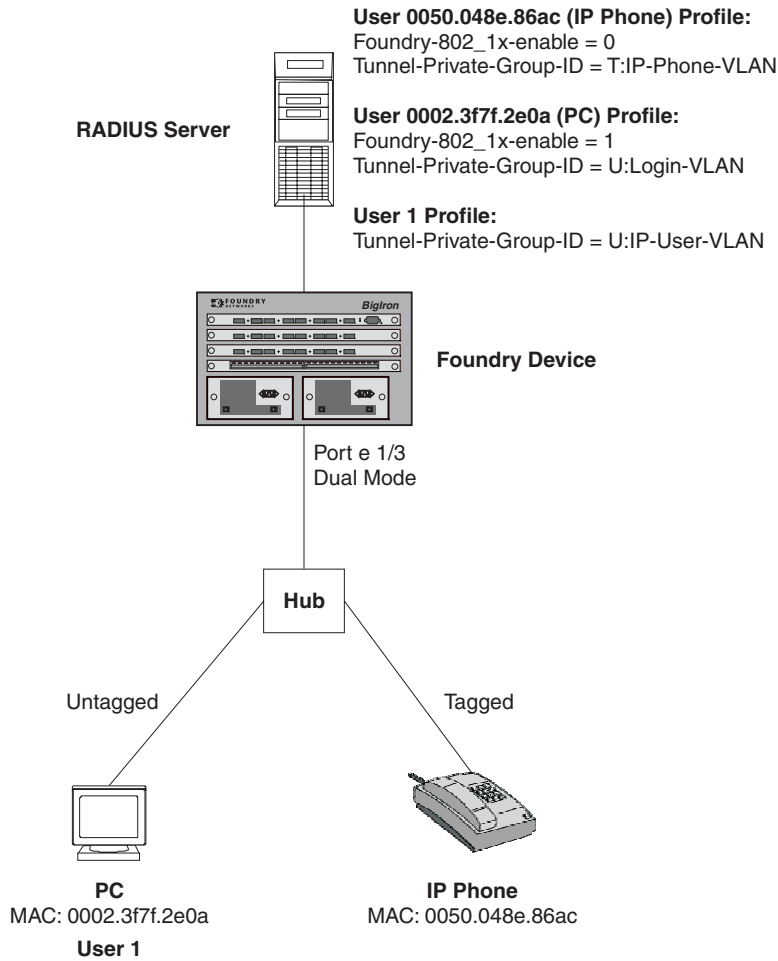 User 0050.048e.86ac (IP Phone) Profile:
Foundry-802_1x-enable = 0
Tunnel-Private-Group-ID = T:IP-Phone-VLAN
User 0002.3f7f.2e0a (PC) Profile:
Foundry-802_1x-enable = 1
Tunnel-Private-Group-ID = U:Login-VLAN
User 1 Profile:
Tunnel-Private-Group-ID = U:IP-User-VLAN
RADIUS Server
FOUNDRY
NETWORKS
BigIron
Foundry Device
Port e 1/3
Dual Mode
Hub
Untagged
Tagged
PC
MAC: 0002.3f7f.2e0a
User 1
IP Phone
MAC: 0050.048e.86ac